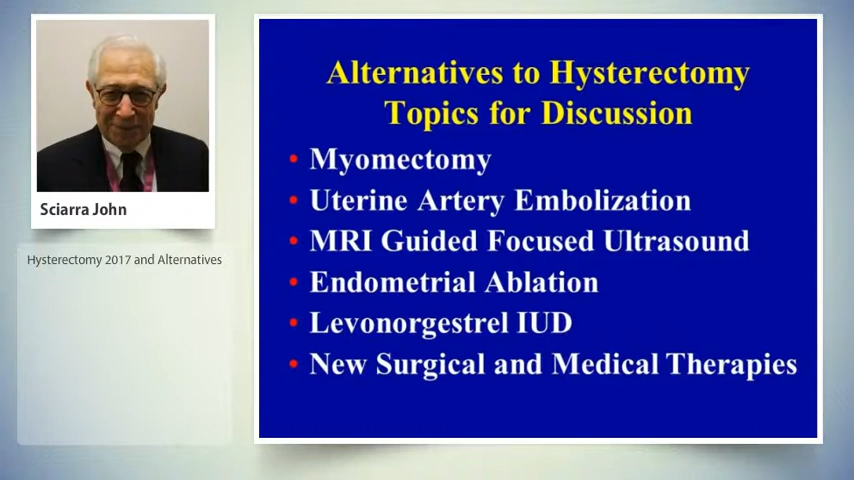 Sciarra John
Hysterectomy 2017 and Alternatives
Alternatives to Hysterectomy
Topics for Discussion
• Myomectomy
• Uterine Artery Embolization
• MRI Guided Focused Ultrasound
• Endometrial Ablation
• Levonorgestrel IUD
• New Surgical and Medical Therapies